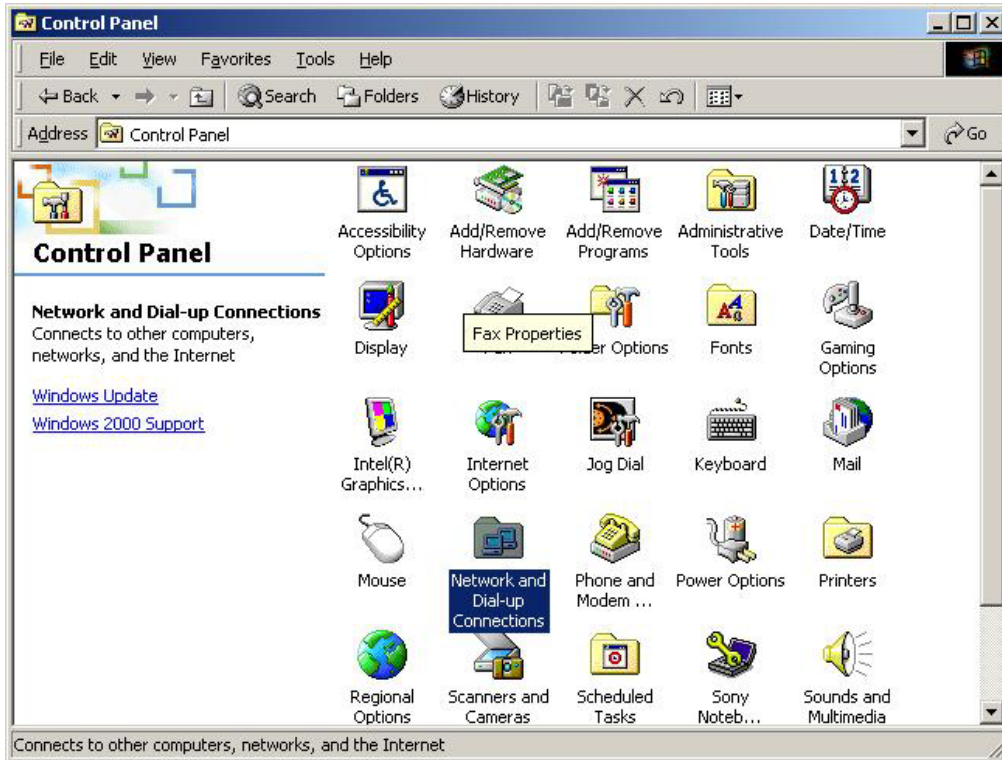 Control Panel
File Edit View Favorites Tools Help
Back Search Folders History
Address Control Panel Go
Control Panel
Network and Dial-up Connections
Connects to other computers,
networks, and the Internet
Windows Update
Windows 2000 Support
Accessibility
Options
Add/Remove
Hardware
Add/Remove
Programs
Administrative
Tools
Date/Time
12
Display
Fax Properties
Options
Fonts
Gaming
Options
Intel(R)
Graphics...
Internet
Options
Jog Dial
Keyboard
Mail
Mouse
Network and
Dial-up
Connections
Phone and
Modem ...
Power Options
Printers
Regional
Options
Scanners and
Cameras
Scheduled
Tasks
Sony
Noteb...
Sounds and
Multimedia
Connects to other computers, networks, and the Internet